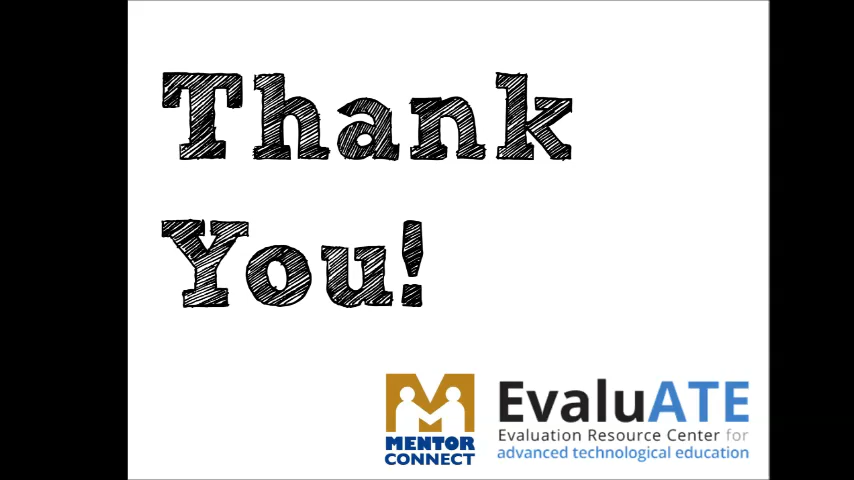 Thank
You!
MENTOR
CONNECT
EvaluATE
Evaluation Resource Center for
advanced technological education